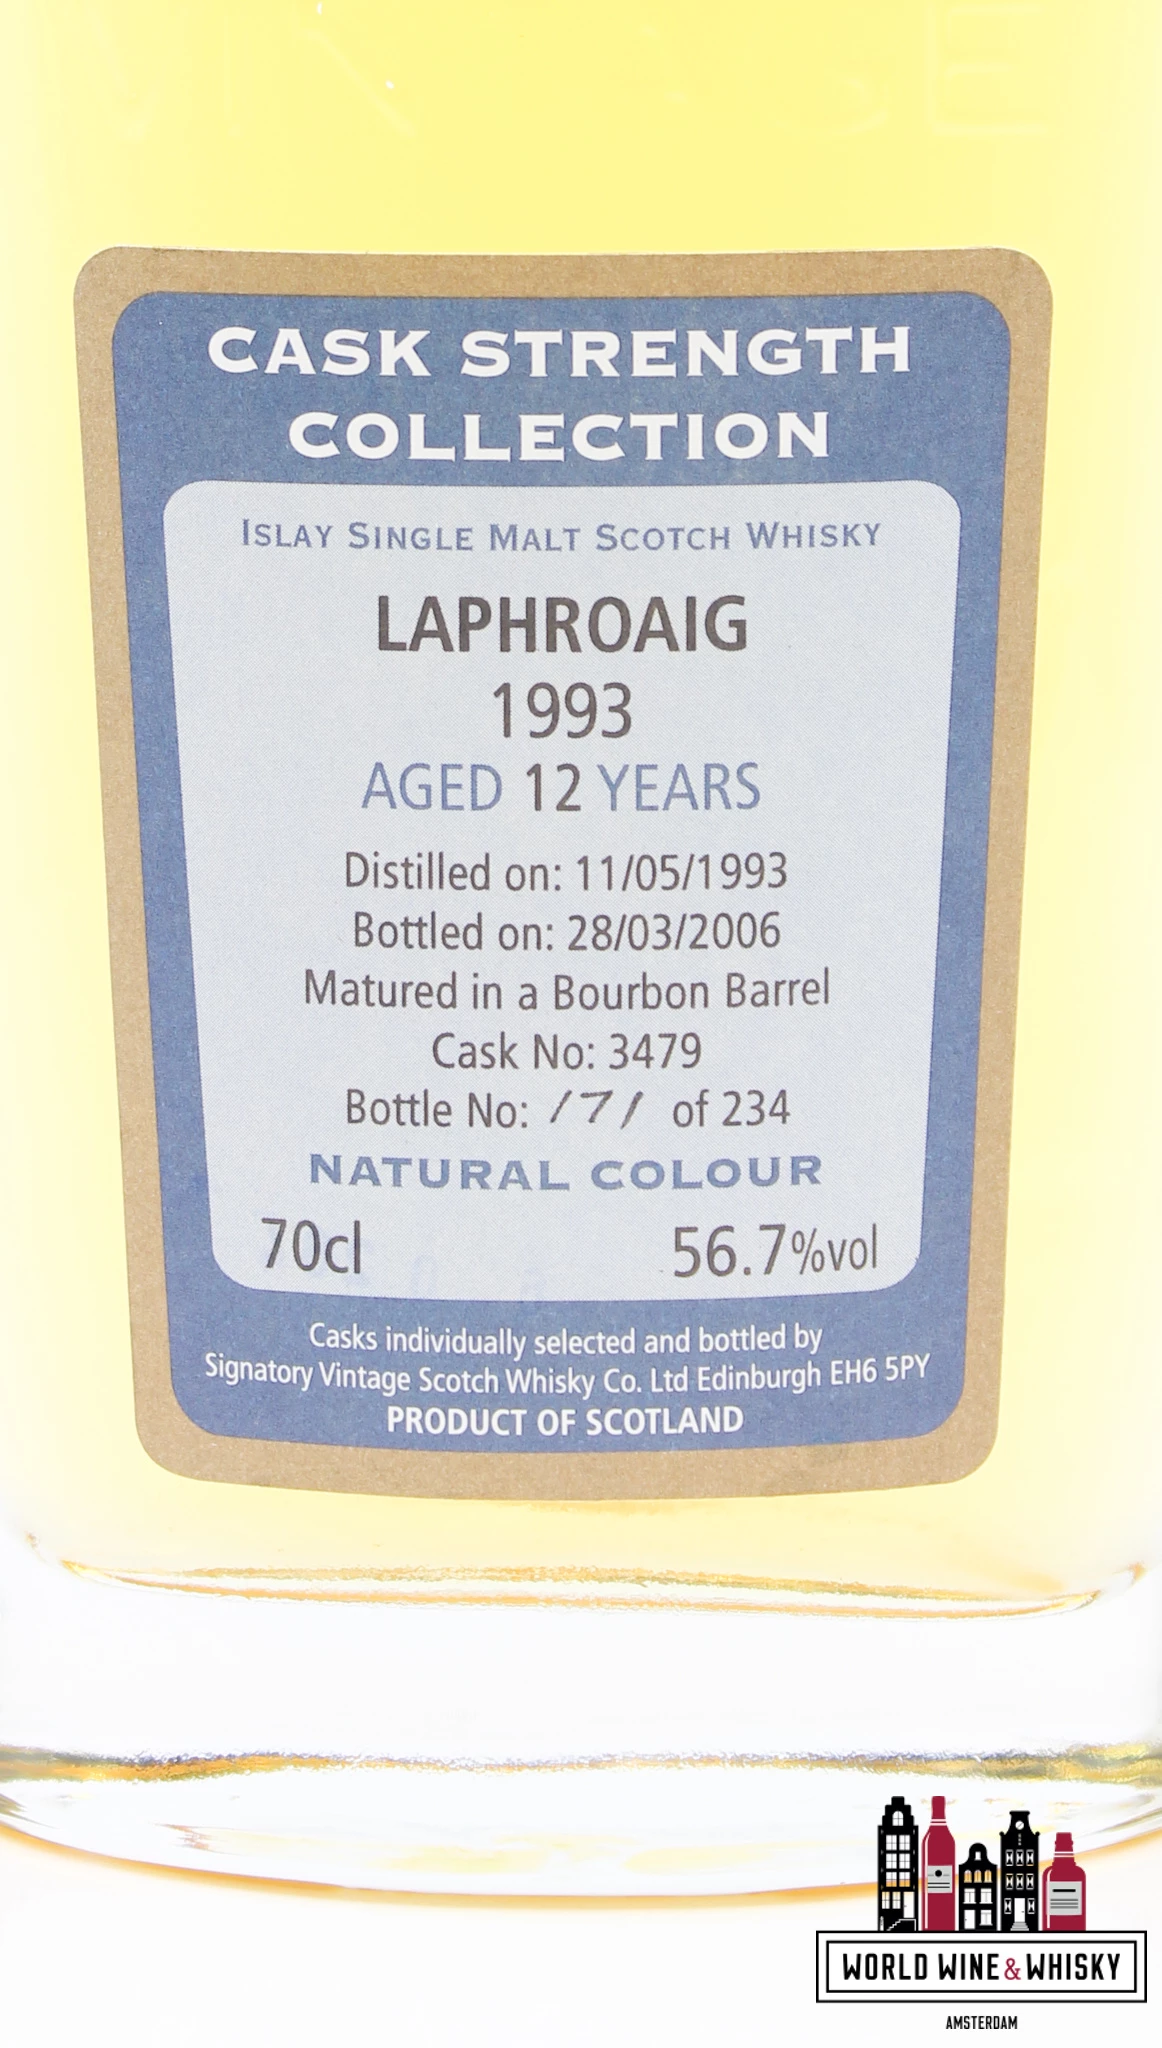 CASK STRENGTH
COLLECTION
ISLAY SINGLE MALT SCOTCH WHISKY
LAPHROAIG
1993
AGED 12 YEARS
Distilled on: 11/05/1993
Bottled on: 28/03/2006
Matured in a Bourbon Barrel
Cask No: 3479
Bottle No: 171 of 234
NATURAL COLOUR
70cl 56.7%vol
Casks individually selected and bottled by
Signatory Vintage Scotch Whisky Co. Ltd Edinburgh EH6 5PY
PRODUCT OF SCOTLAND
WORLD WINE & WHISKY
AMSTERDAM